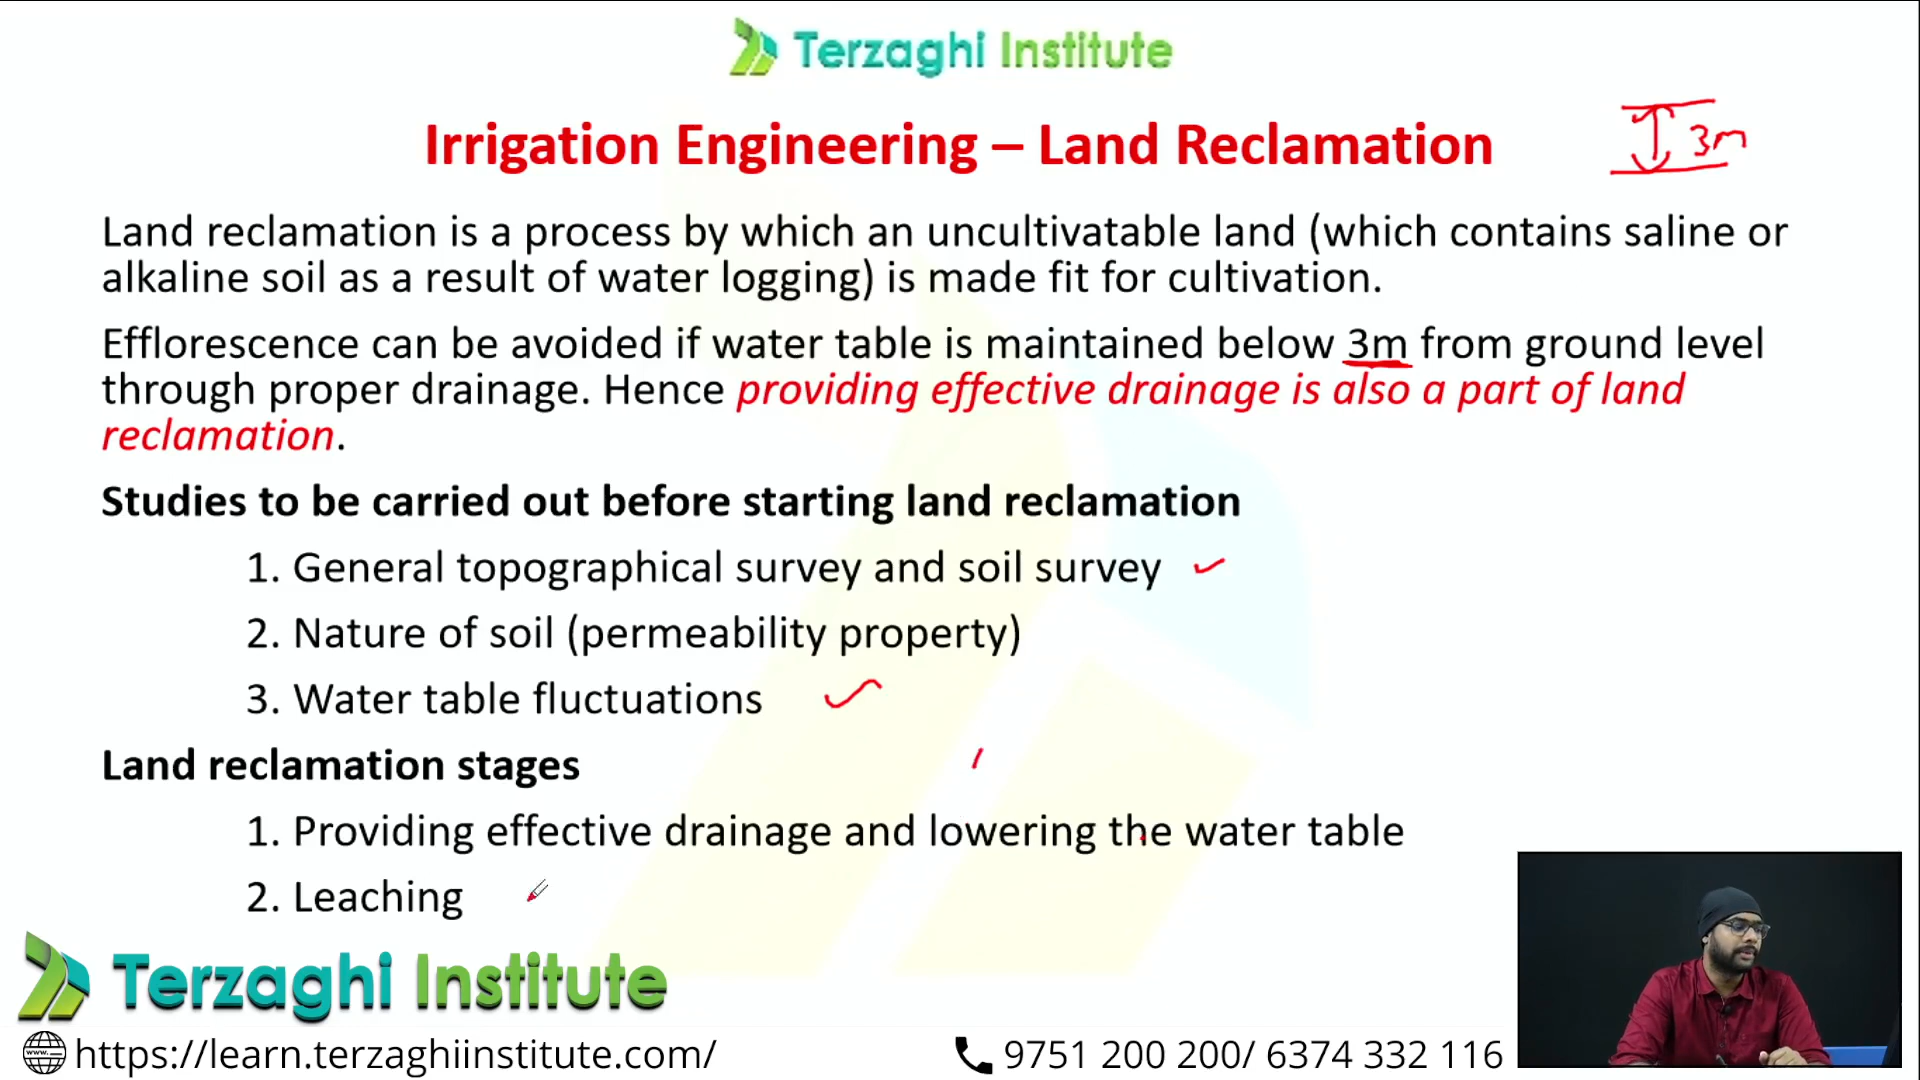 Terzaghi Institute
Irrigation Engineering – Land Reclamation
3m
Land reclamation is a process by which an uncultivatable land (which contains saline or
alkaline soil as a result of water logging) is made fit for cultivation.
Efflorescence can be avoided if water table is maintained below 3m from ground level
through proper drainage. Hence providing effective drainage is also a part of land
reclamation.
Studies to be carried out before starting land reclamation
1. General topographical survey and soil survey
2. Nature of soil (permeability property)
3. Water table fluctuations
Land reclamation stages
1. Providing effective drainage and lowering the water table
2. Leaching
Terzaghi Institute
www. https://learn.terzaghiinstitute.com/
9751 200 200/ 6374 332 116